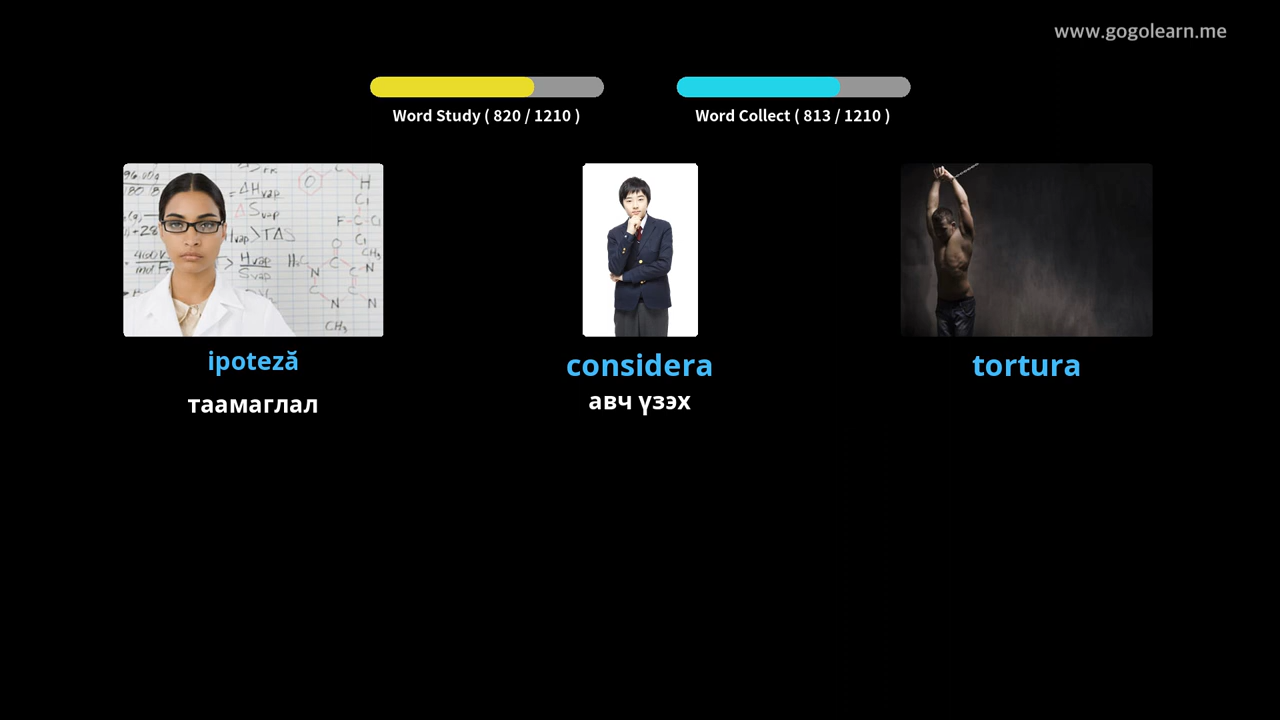 www.gogolearn.me
Word Study ( 820 / 1210 )
Word Collect ( 813 / 1210 )
ipoteză
таамаглал
considera
авч үзэх
tortura